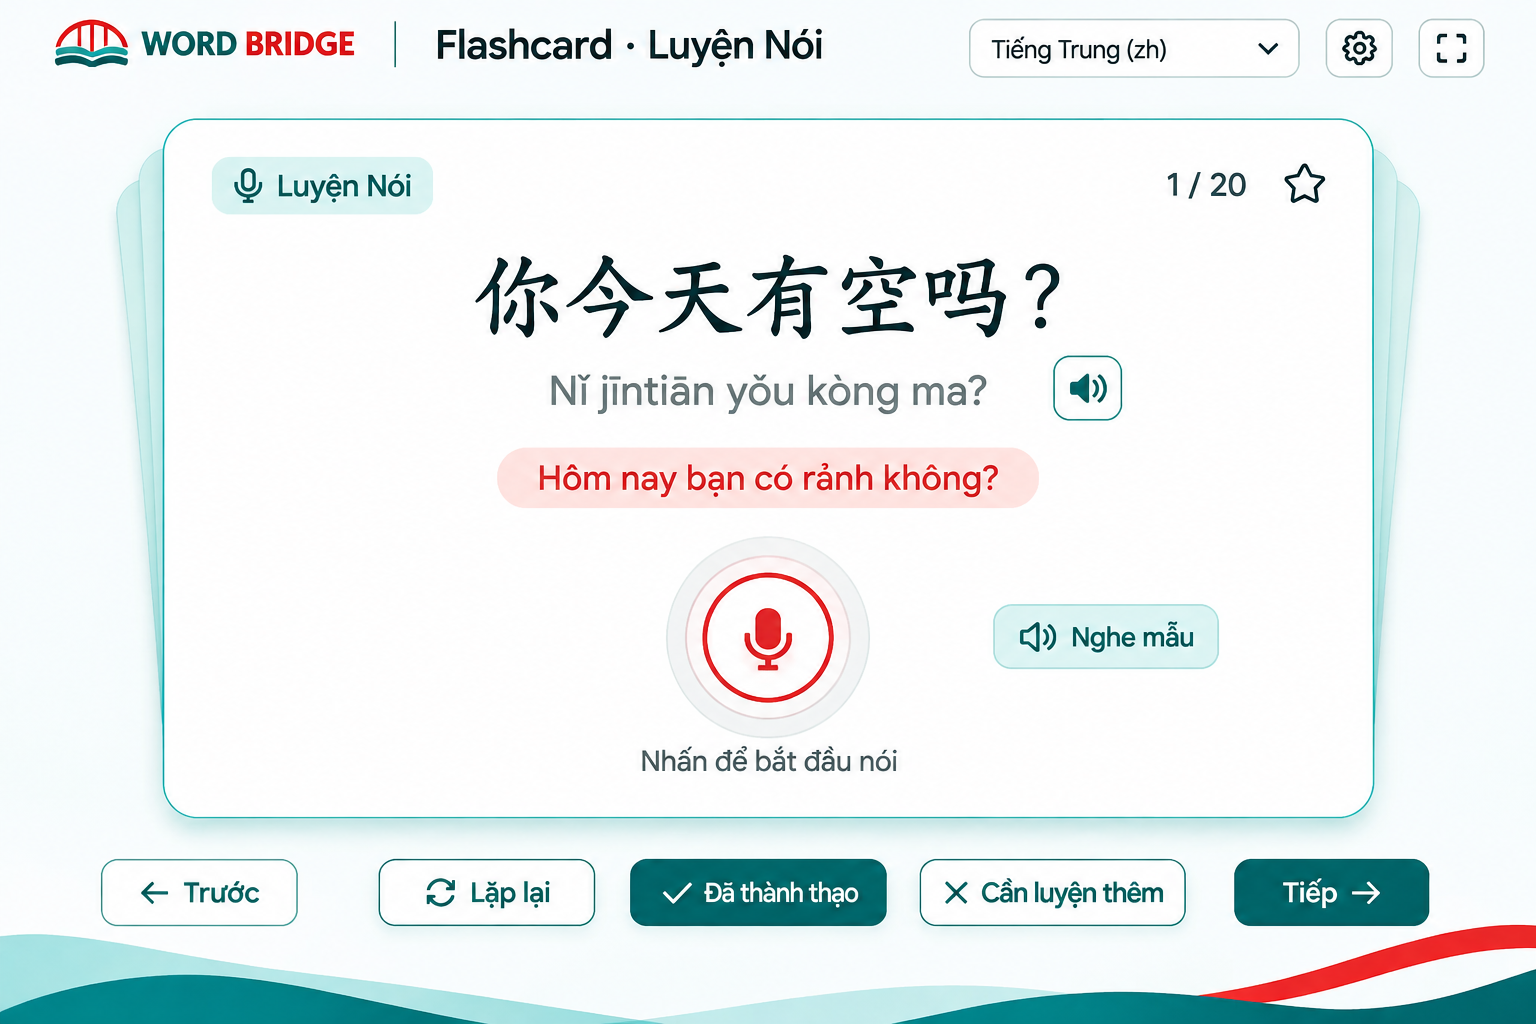 WORD BRIDGE
Flashcard · Luyện Nói
Tiếng Trung (zh)
Luyện Nói
1 / 20
你今天有空吗？
Nǐ jīntiān yǒu kòng ma?
Hôm nay bạn có rảnh không?
Nghe mẫu
Nhấn để bắt đầu nói
Trước
Lặp lại
Đã thành thạo
Cần luyện thêm
Tiếp